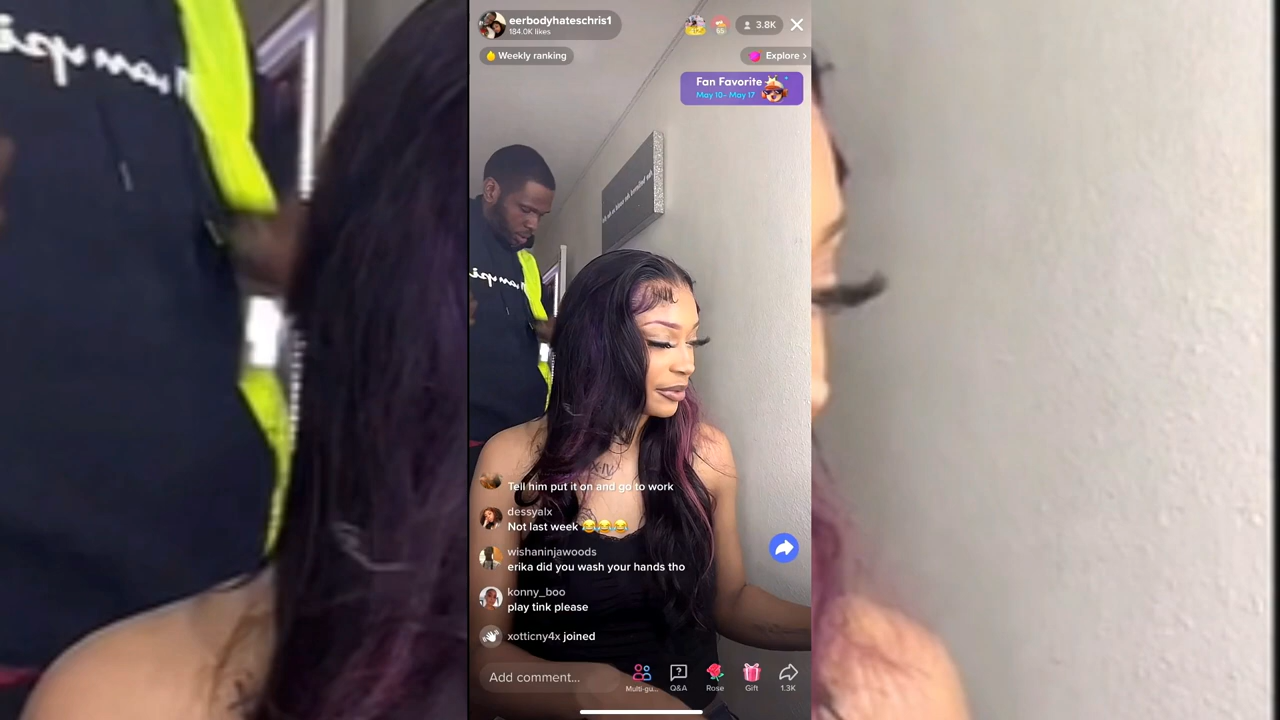 eerbodyhateschris1
184.0K likes
3.8K
Weekly ranking
Explore >
Fan Favorite
May 10- May 17
Tell him put it on and go to work
dessyalx
Not last week 😂😂😂
wishaninjawoods
erika did you wash your hands tho
konny_boo
play tink please
xotticny4x joined
Add comment...
Multi-gu...
Q&A
Rose
Gift
1.3K